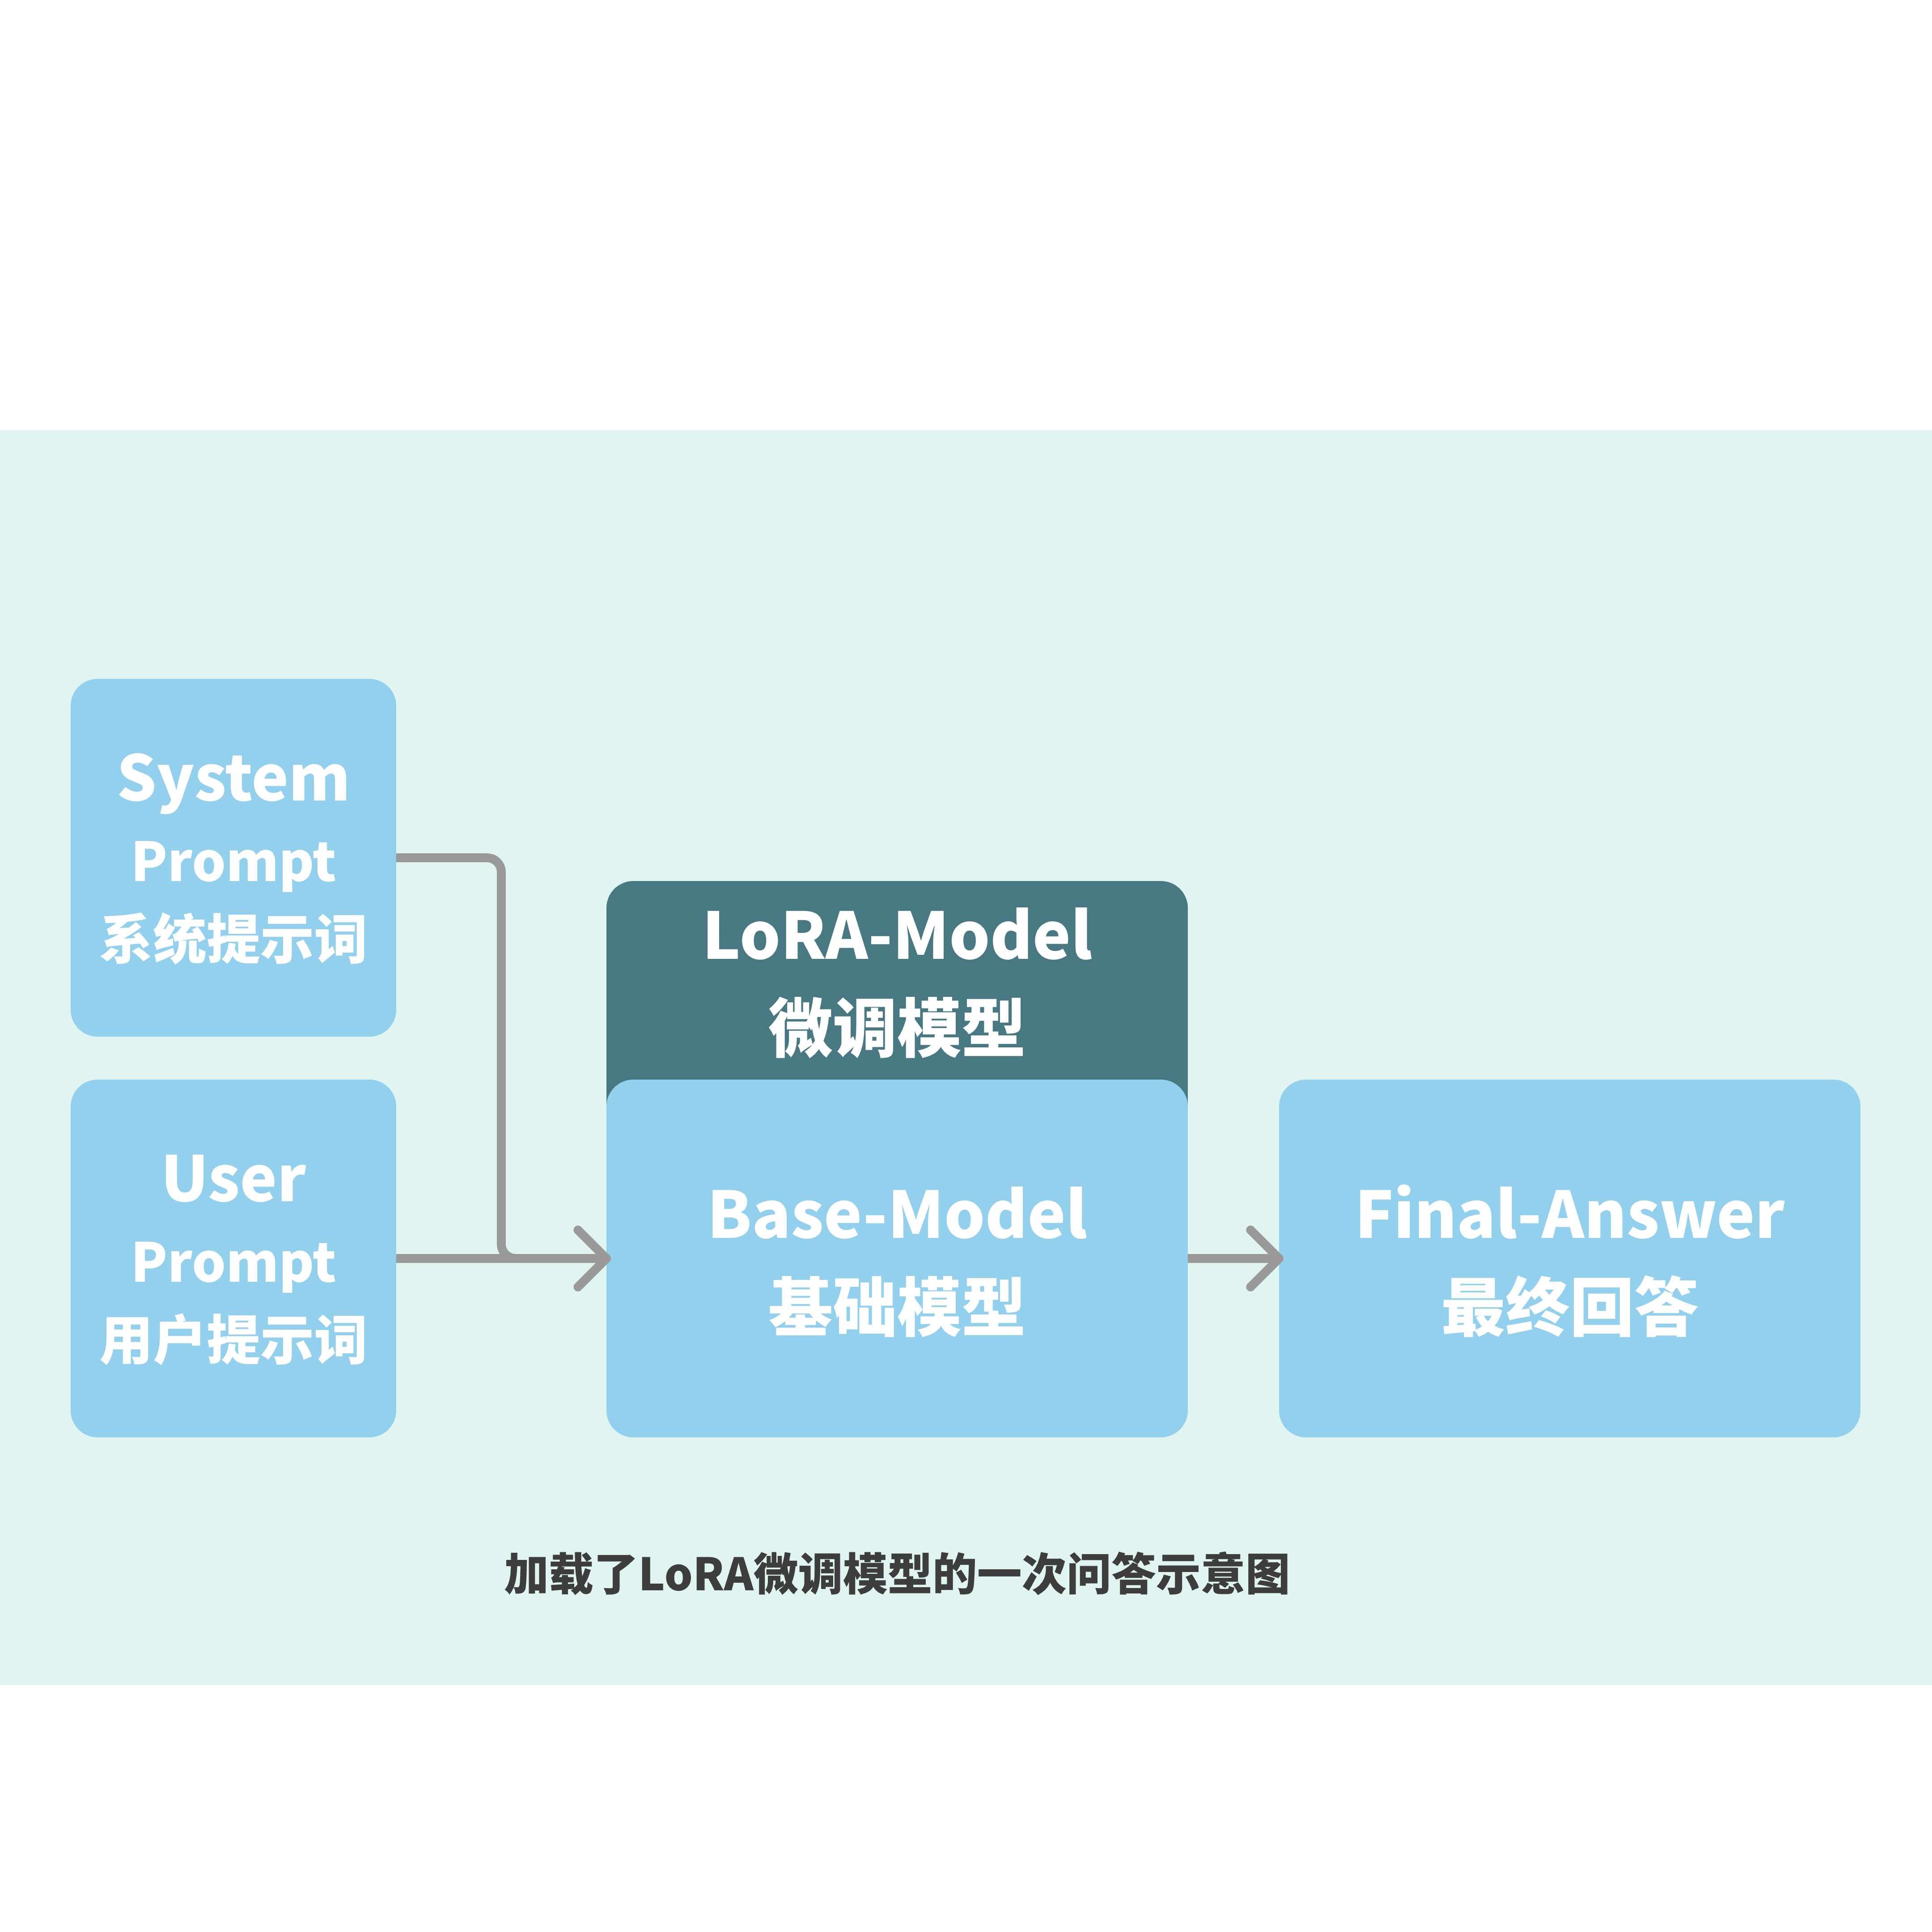 System
Prompt
系统提示词
User
Prompt
用户提示词
LoRA-Model
微调模型
Base-Model
基础模型
Final-Answer
最终回答
加载了LoRA微调模型的一次问答示意图